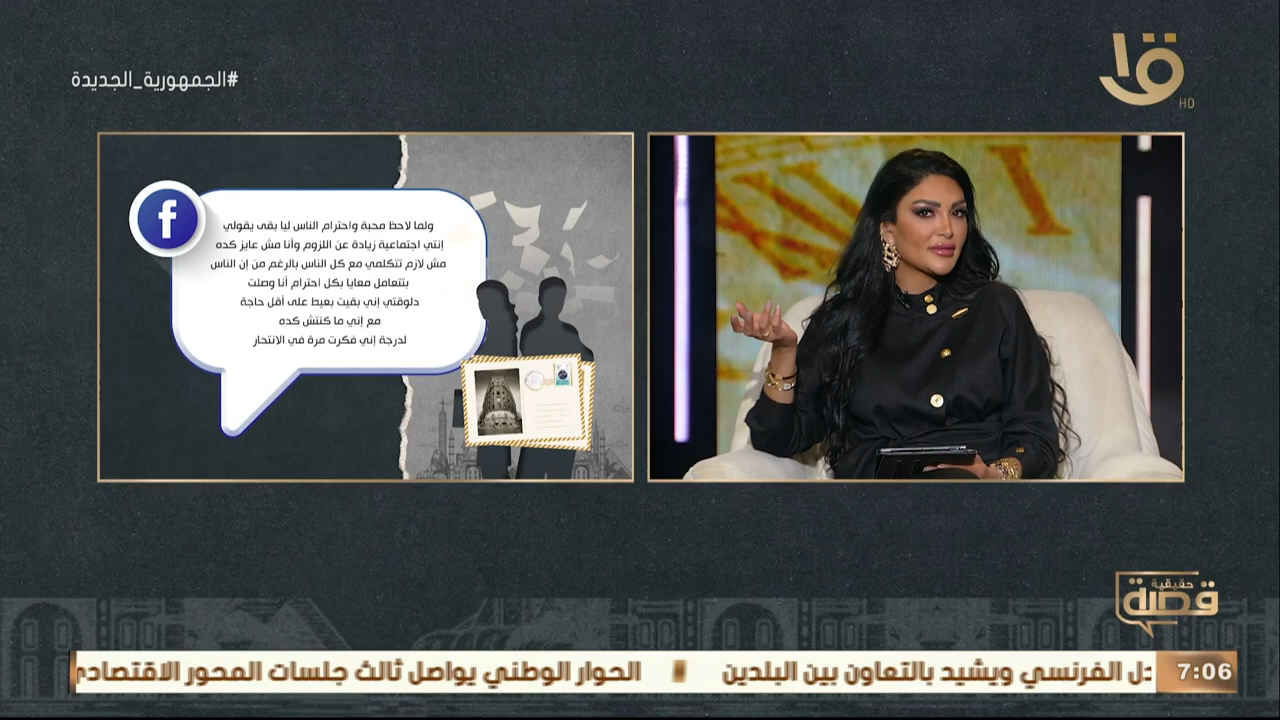 #الجمهورية_الجديدة
HD
ولما لاحظ محبة واحترام الناس ليا بقى يقولي
إنتي اجتماعية زيادة عن اللزوم وأنا مش عايز كده
مش لازم تتكلمي مع كل الناس بالرغم من إن الناس
بتتعامل معايا بكل احترام أنا وصلت
دلوقتي إني بقيت بعيط على أقل حاجة
مع إني ما كنتش كده
لدرجة إني فكرت مرة في الانتحار
قصة
حقيقية
7:06
الفرنسي ويشيد بالتعاون بين البلدين الحوار الوطني يواصل ثالث جلسات المحور